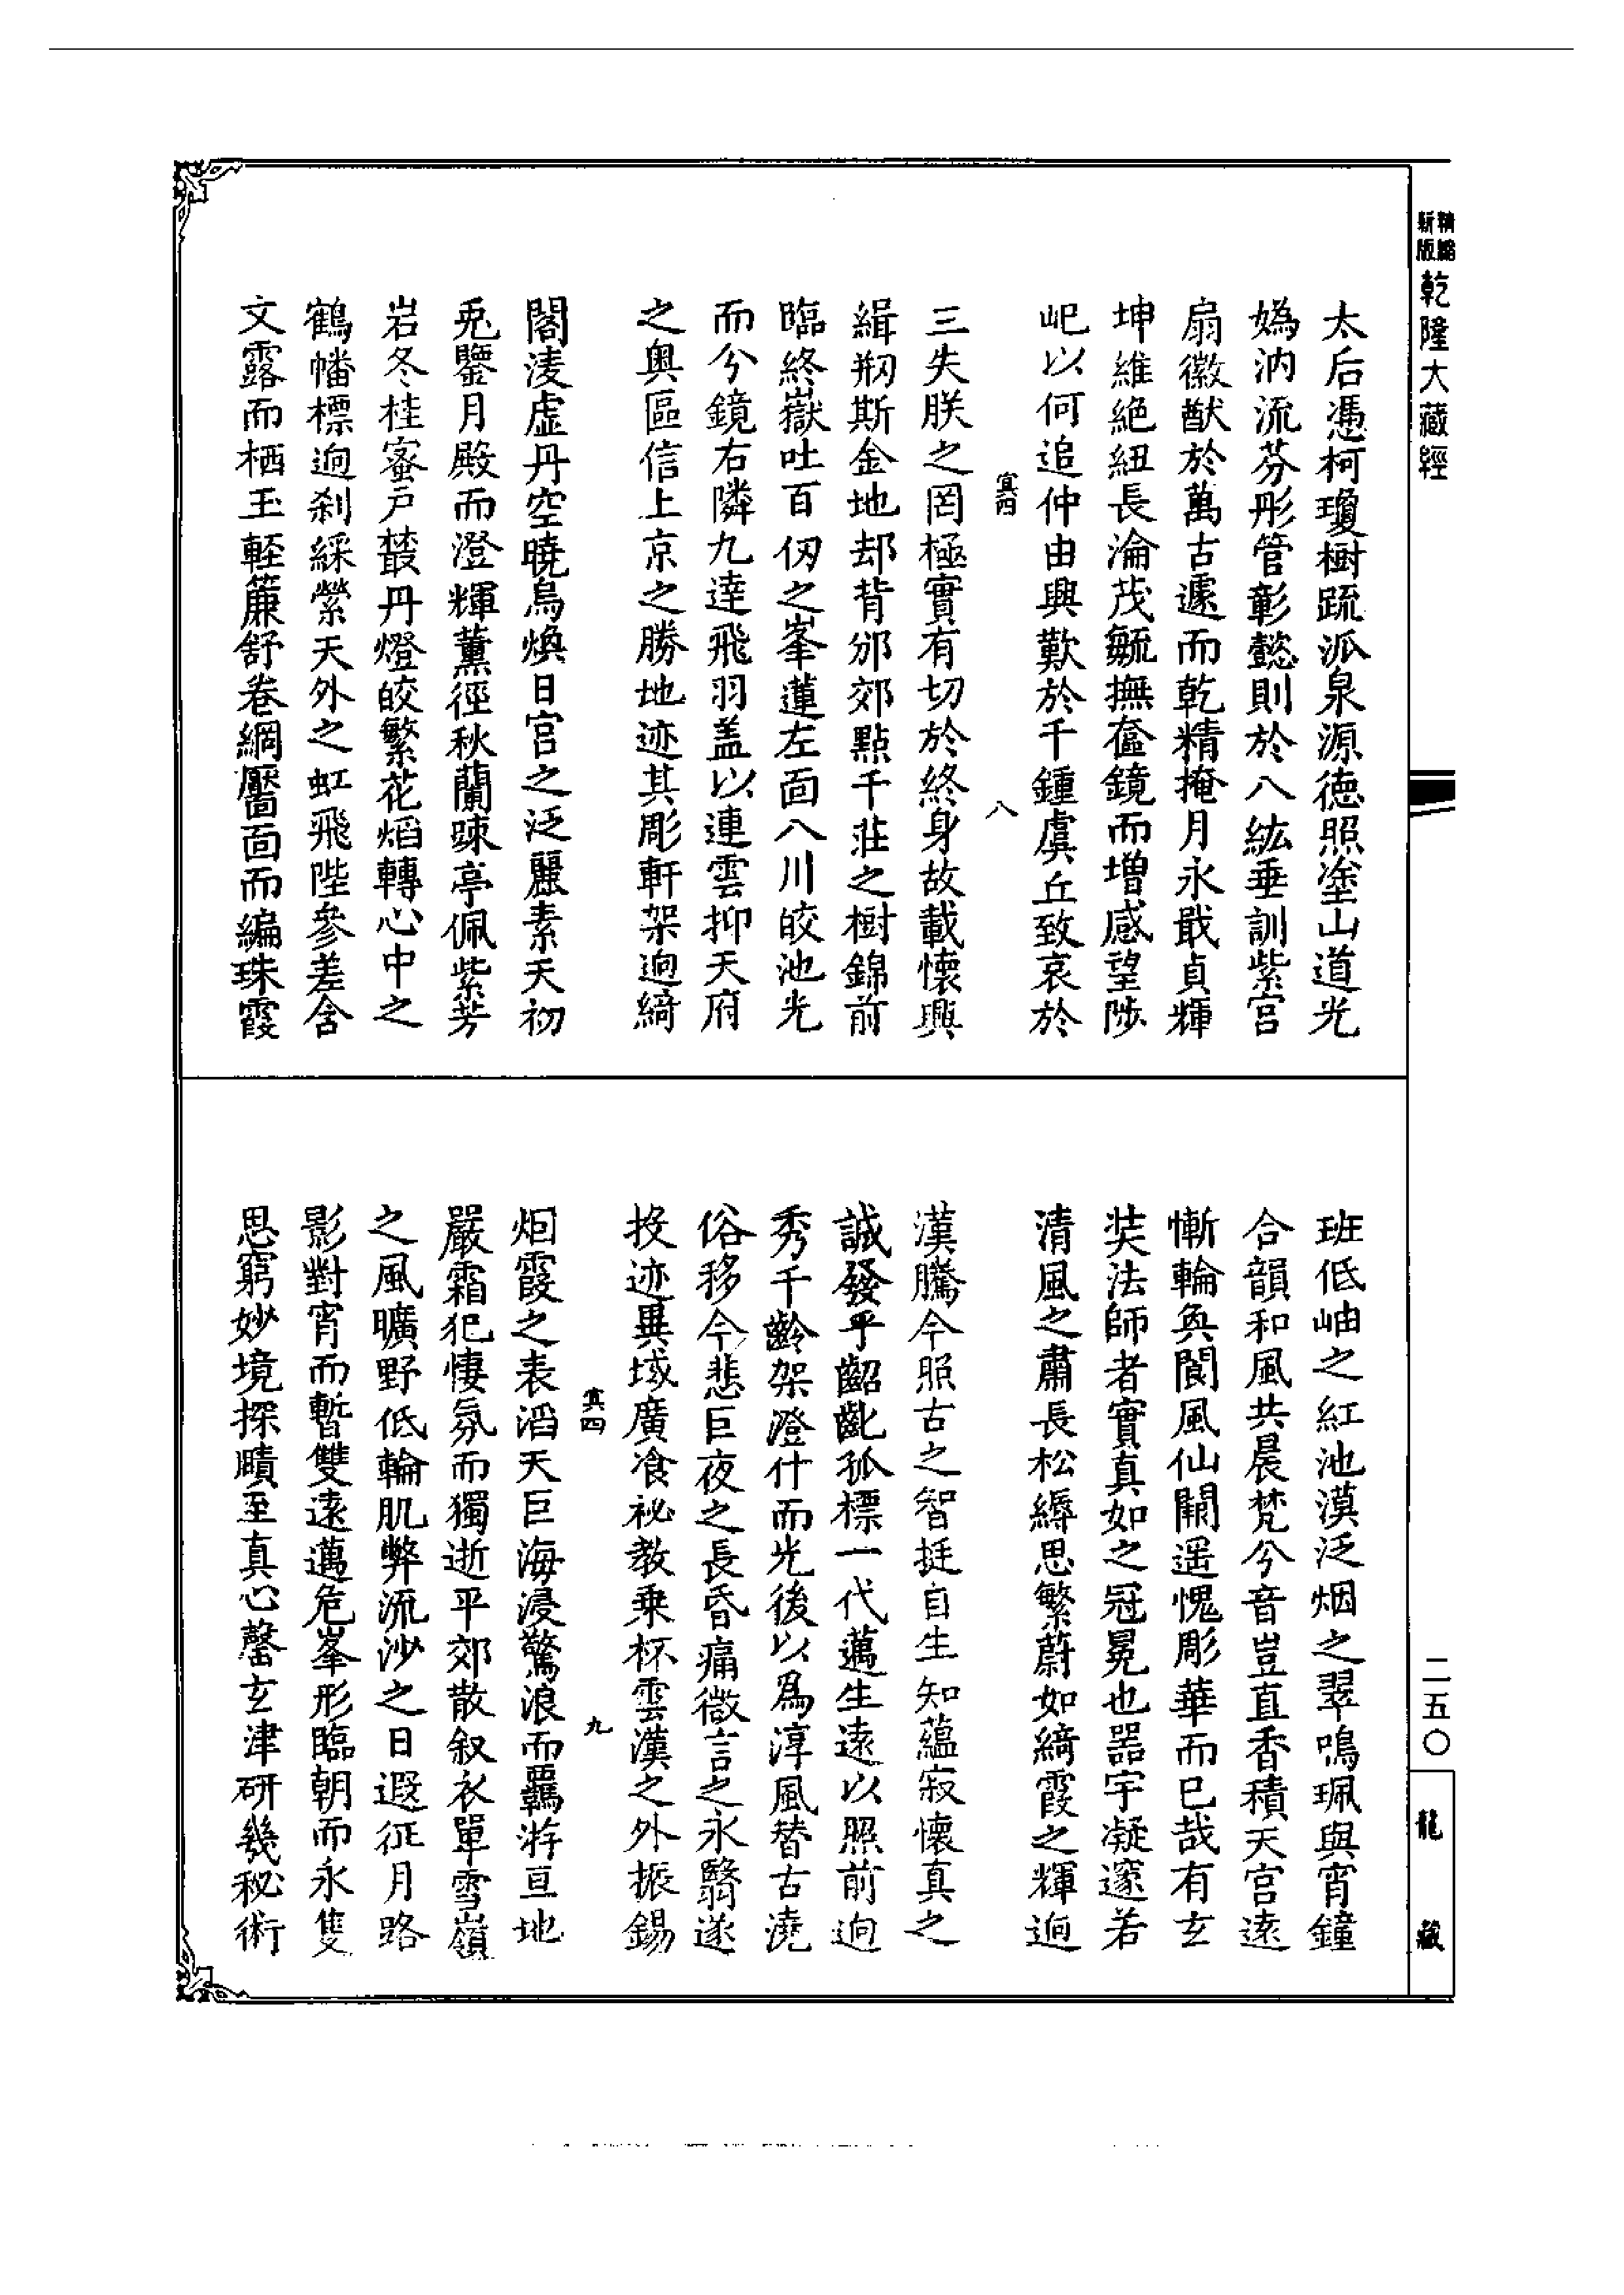 精縮新版乾隆大藏經
二五〇
龍藏
太后憑柯瓊樹䟽派泉源德照塗山道光
媯汭流芬彤管彰懿則於八紘垂訓紫宮
扇徽猷於萬古遽而乾精掩月永戢貞輝
坤維絕紐長淪茂毓撫奩鏡而增感望陟
屺以何追仲由興歎於千鍾虞丘致哀於
寘四
八
三失朕之罔極實有切於終身故載懷興
緝剏斯金地却背邠郊點千莊之樹錦前
臨終嶽吐百仞之峯蓮左面八川皎池光
而分鏡右隣九逵飛羽盖以連雲抑天府
之奥區信上京之勝地迹其彫軒架迥綺
閣淩虛丹空曉烏煥日宮之泛麗素天初
兎鑒月殿而澄輝薰徑秋蘭踈亭佩紫芳
岩冬桂宻戶叢丹燈皎繁花焰轉心中之
鶴幡標迥刹綵縈天外之虹飛陛參差含
文露而栖玉輊簾舒卷網靨面而編珠霞
班低岫之紅池漠泛烟之翠鳴珮與宵鐘
合韻和風共晨梵分音豈直香積天宮遠
慚輪奐閬風仙闕遥愧彫華而已哉有玄
奘法師者實真如之冠冕也器宇凝邃若
清風之肅長松縟思繁蔚如綺霞之輝迥
漢騰今照古之智挺自生知蘊寂懷真之
誠發乎齠齔孤標一代邁生遠以照前迥
秀千齡架澄什而光後以為淳風替古澆
俗移今悲巨夜之長昏痛微言之永翳遂
投迹異域廣飡祕教乗杯雲漢之外振錫
寘四
九
烟霞之表滔天巨海浸驚浪而羈游亘地
嚴霜犯悽氛而獨逝平郊散叙衣單雪嶺
之風曠野低輪肌弊流沙之日遐征月路
影對宵而暫雙遠邁危峯形臨朝而永隻
思窮妙境探賾至真心罄玄津研幾秘術